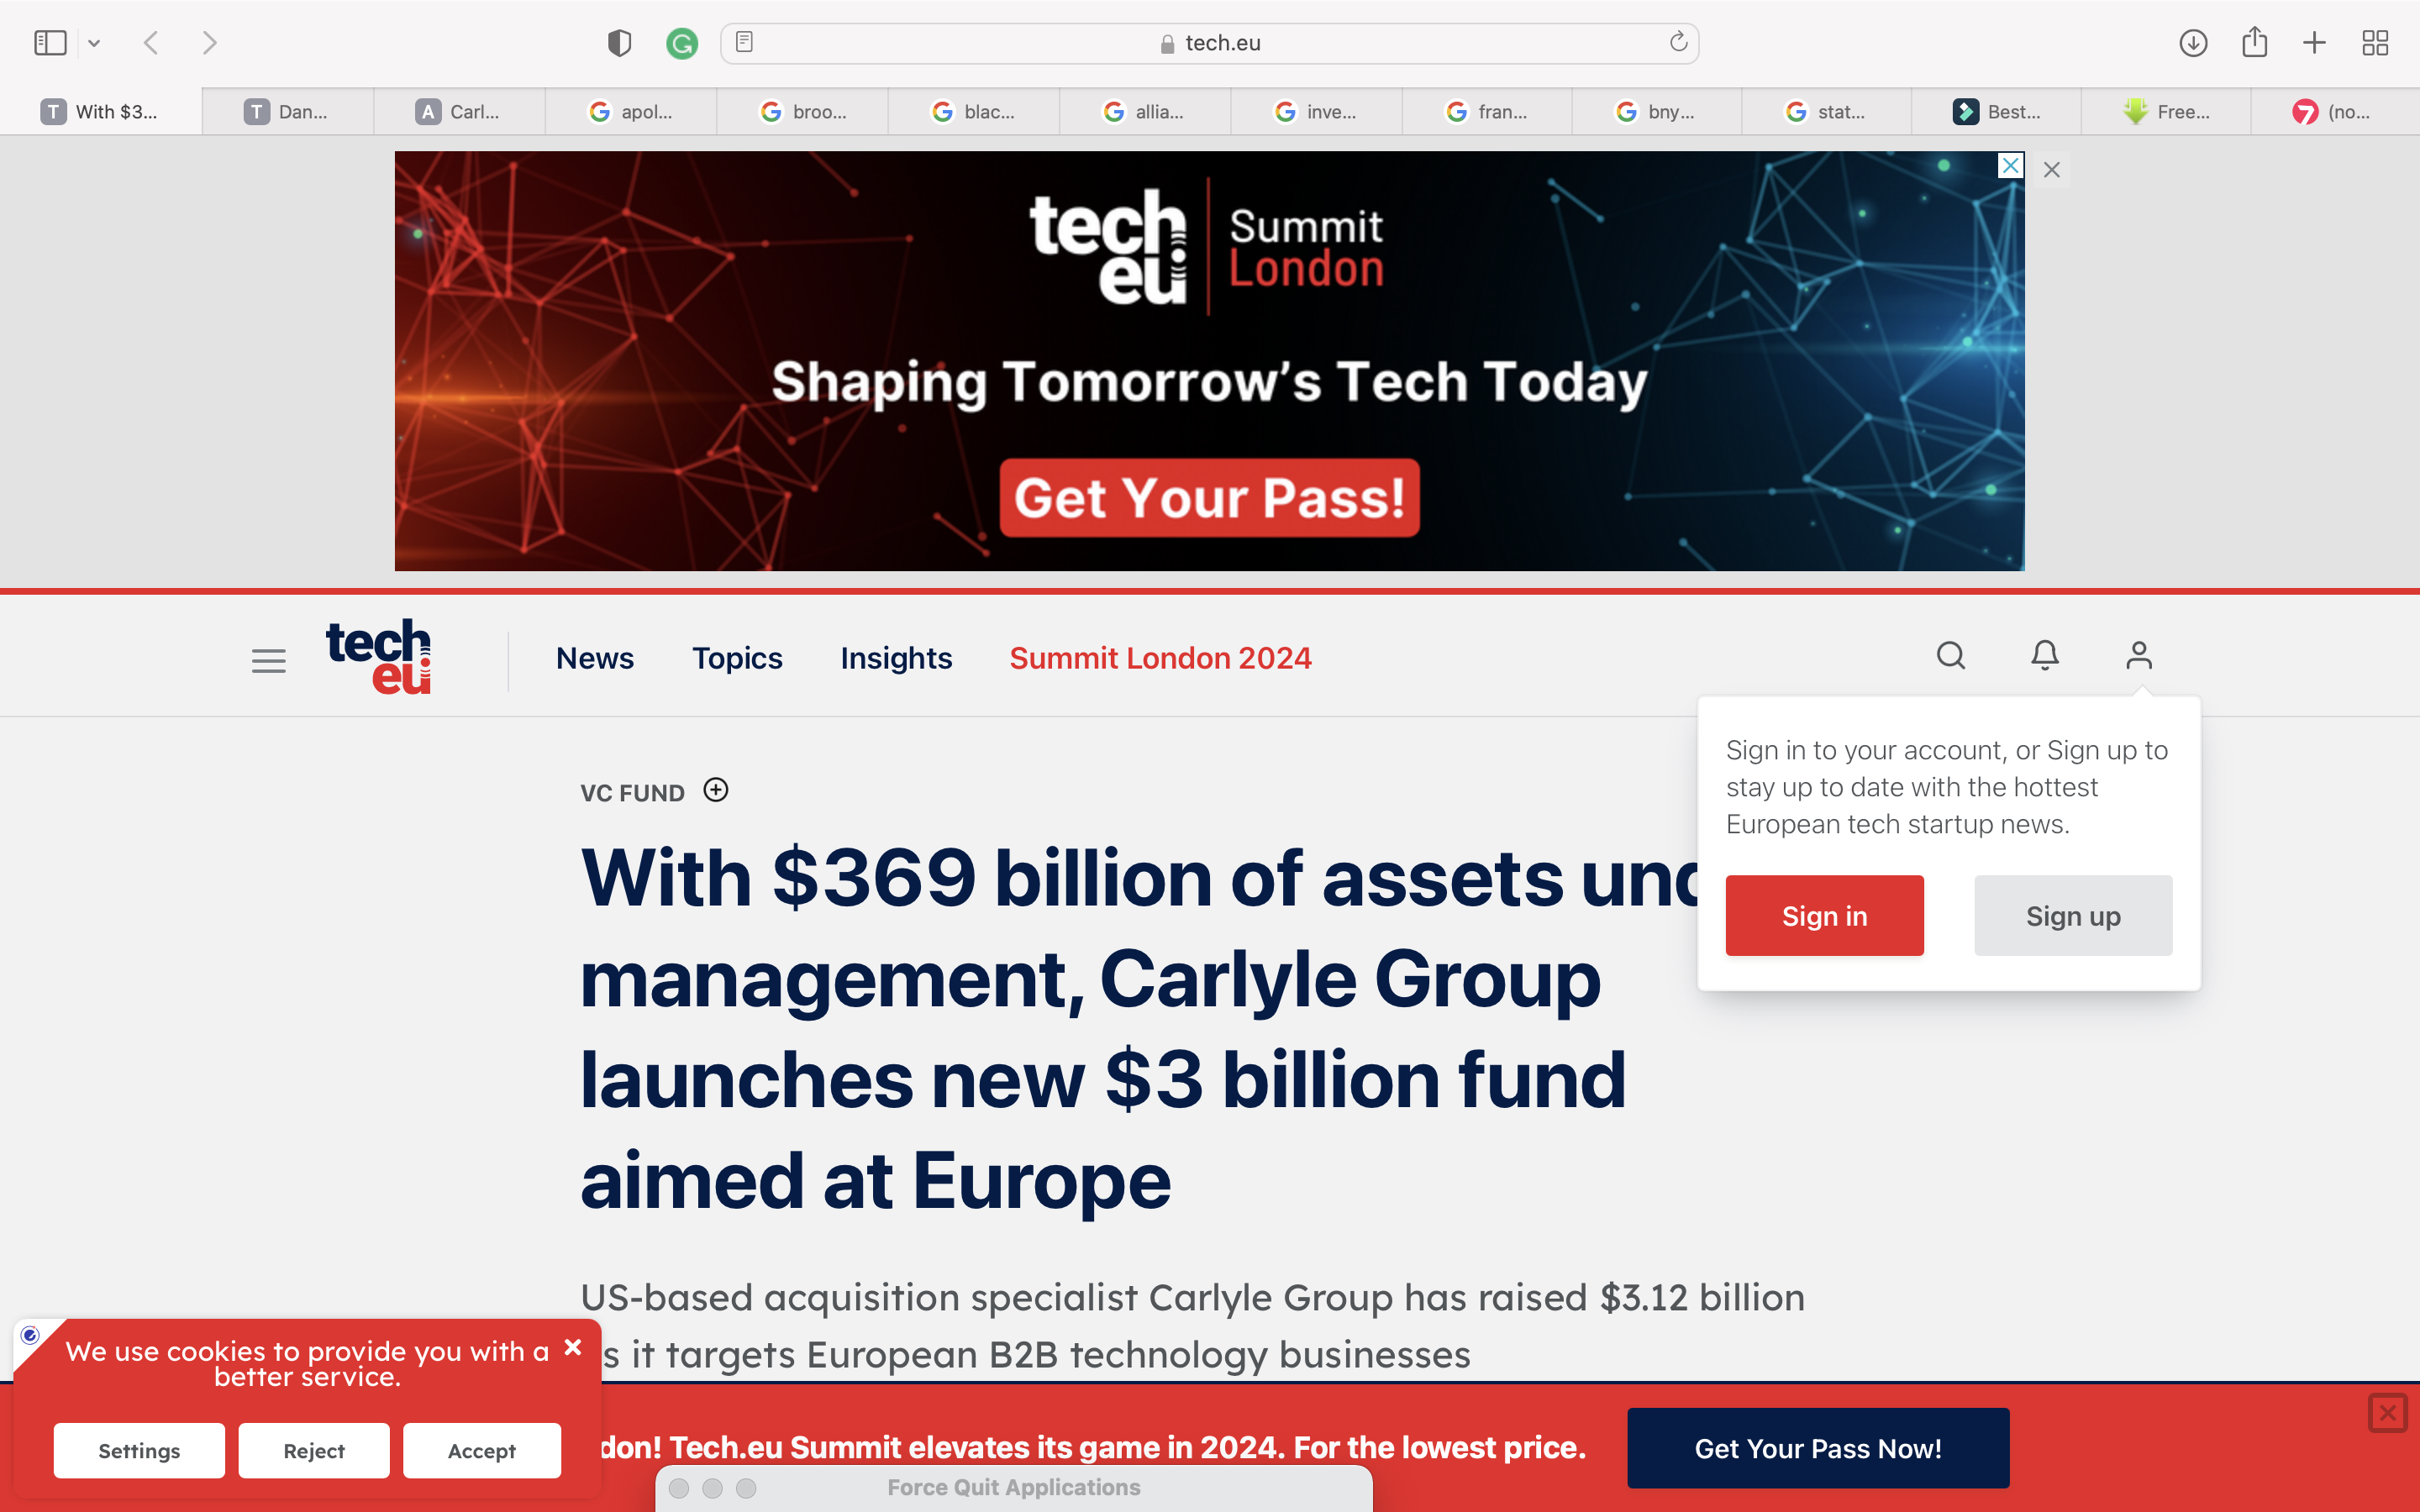 tech.eu
With $3...
Dan...
Carl...
apol...
broo...
blac...
allia...
inve...
fran...
bny...
stat...
Best...
Free...
(no...
tech eu
Summit
London
Shaping Tomorrow's Tech Today
Get Your Pass!
tech eu
News
Topics
Insights
Summit London 2024
Sign in to your account, or Sign up to
stay up to date with the hottest
European tech startup news.
Sign in
Sign up
VC FUND
With $369 billion of assets und
management, Carlyle Group
launches new $3 billion fund
aimed at Europe
US-based acquisition specialist Carlyle Group has raised $3.12 billion
s it targets European B2B technology businesses
We use cookies to provide you with a
better service.
Settings
Reject
Accept
don! Tech.eu Summit elevates its game in 2024. For the lowest price.
Get Your Pass Now!
Force Quit Applications